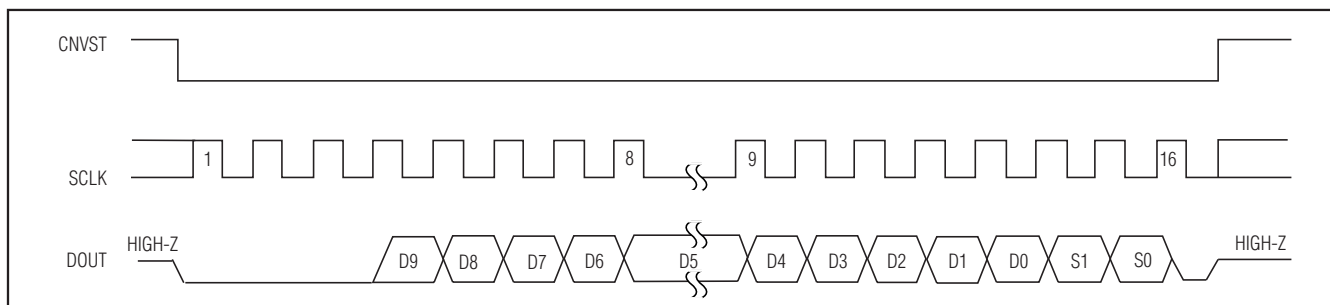 CNVST
1 8 9 16
SCLK
HIGH-Z HIGH-Z
DOUT D9 D8 D7 D6 D5 D4 D3 D2 D1 D0 S1 S0